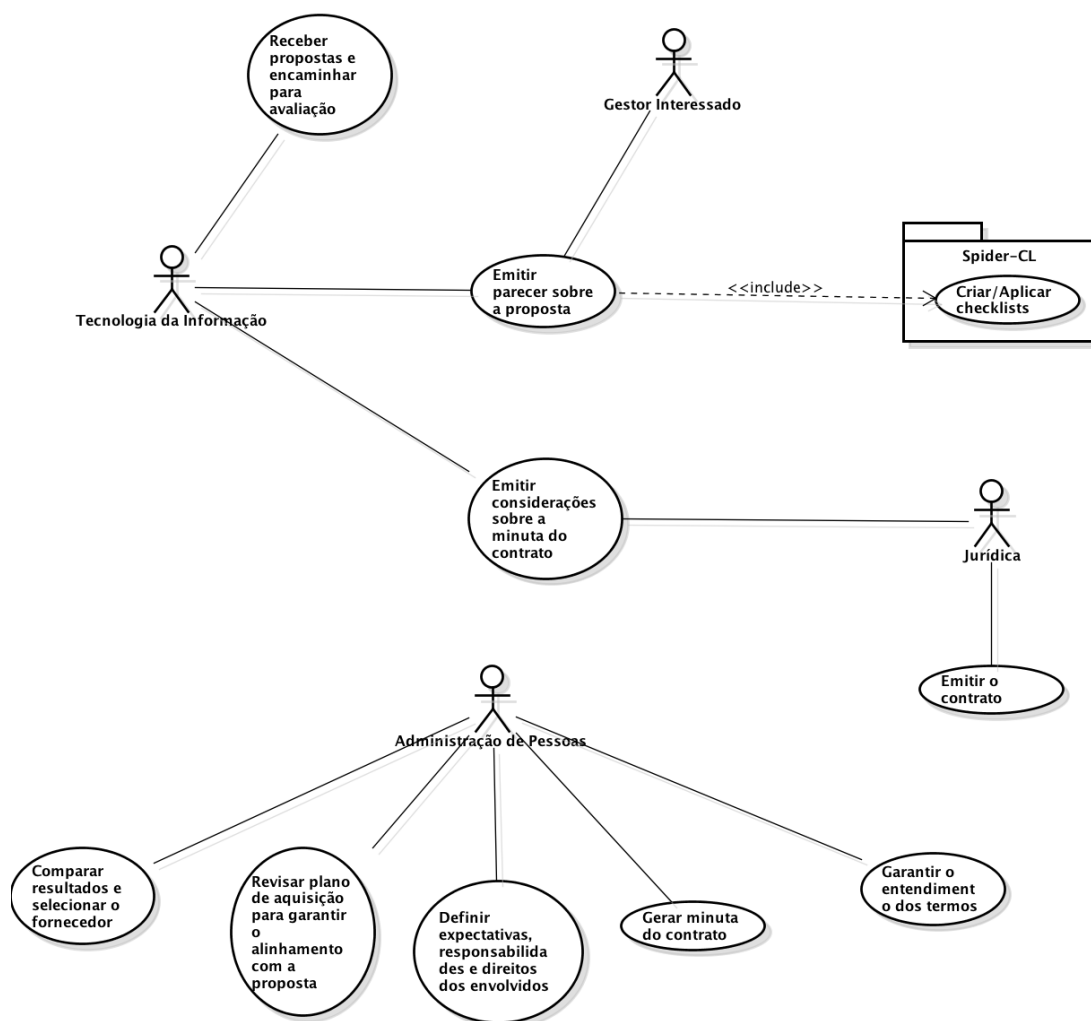 Receber
propostas e
encaminhar
para
avaliação
Gestor Interessado
Spider-CL
Tecnologia da Informação
Emitir
parecer sobre
a proposta
<<include>>
Criar/Aplicar
checklists
Emitir
considerações
sobre a
minuta do
contrato
Jurídica
Emitir o
contrato
Administração de Pessoas
Comparar
resultados e
selecionar o
fornecedor
Revisar plano
de aquisição
para garantir
o
alinhamento
com a
proposta
Definir
expectativas,
responsabilida
des e direitos
dos envolvidos
Gerar minuta
do contrato
Garantir o
entendiment
o dos termos